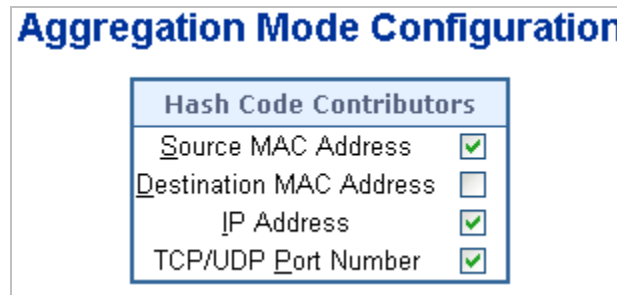 Aggregation Mode Configuration
Hash Code Contributors
Source MAC Address
Destination MAC Address
IP Address
TCP/UDP Port Number